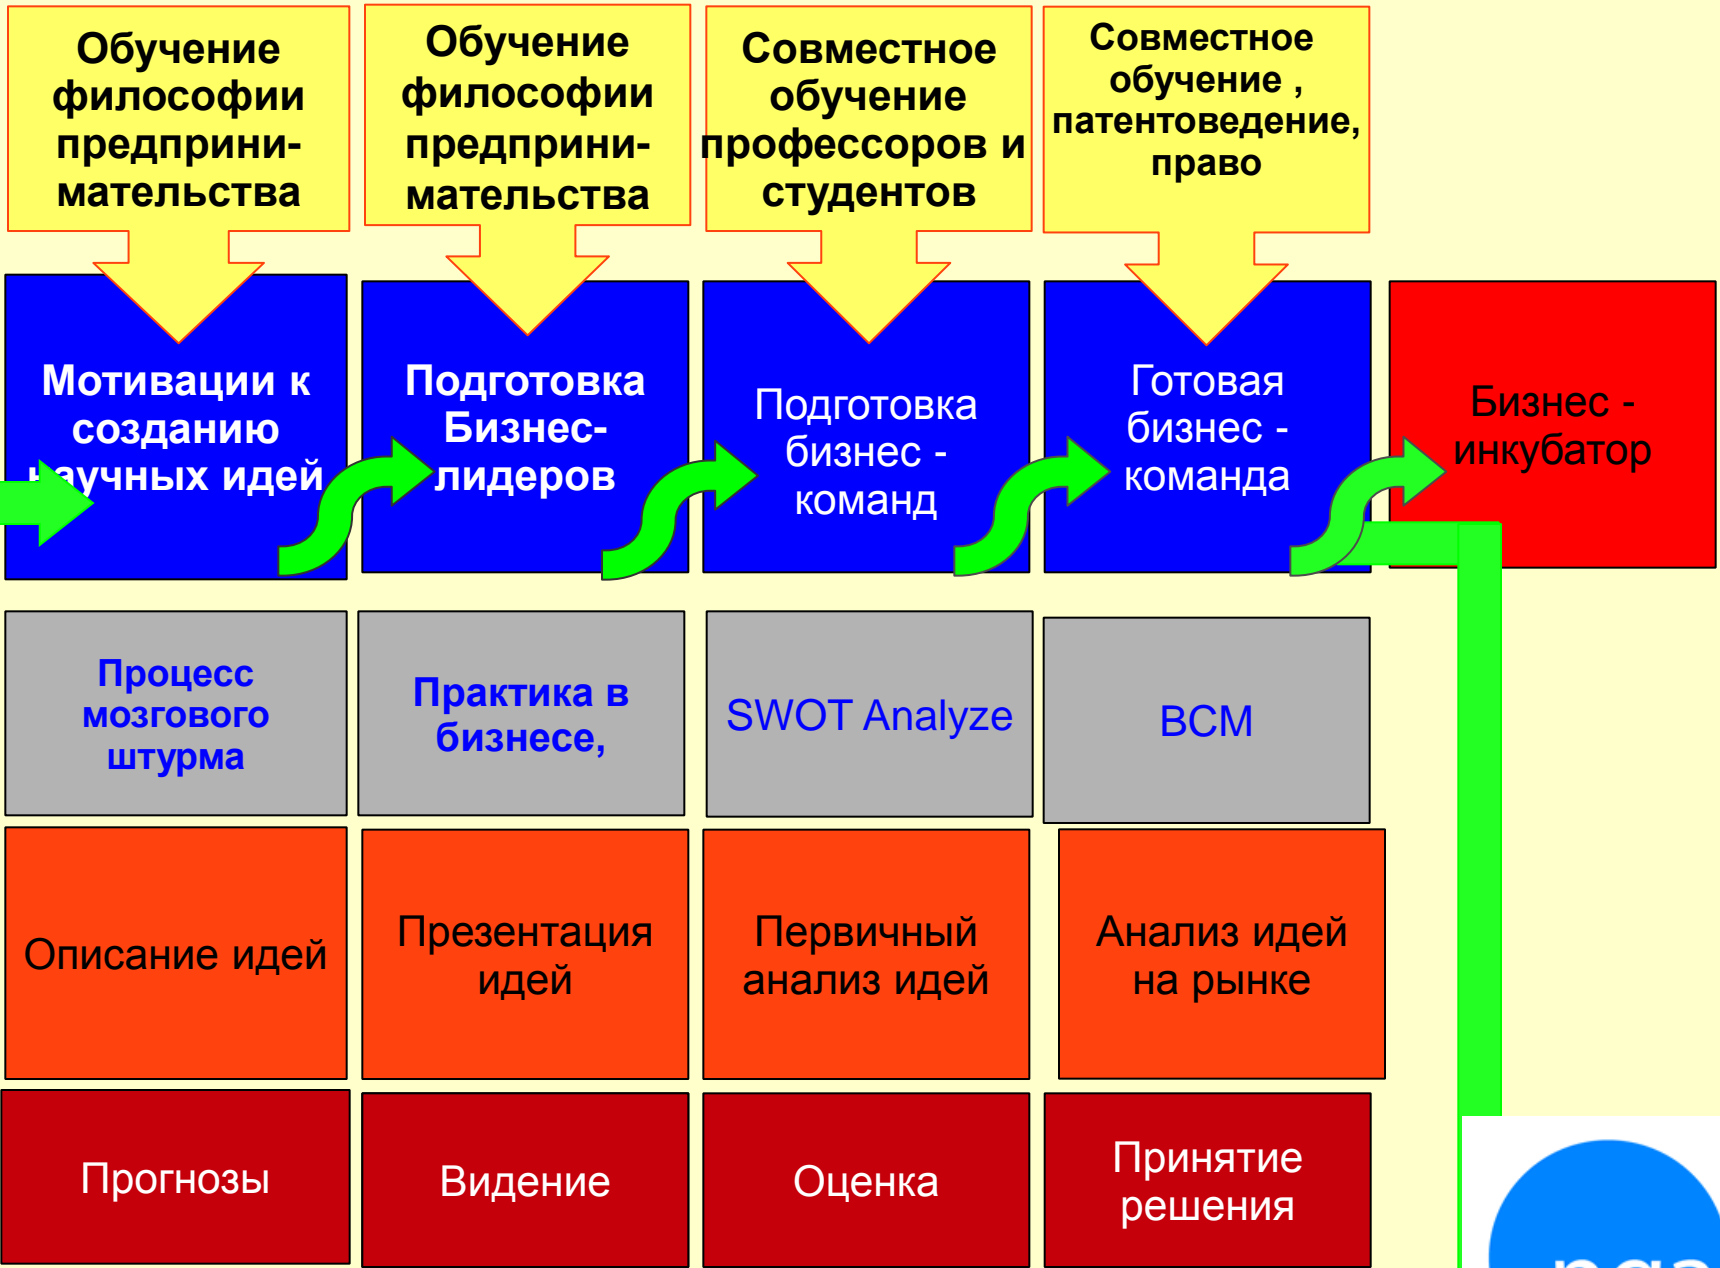 Обучение
философии
предприни-
мательства
Обучение
философии
предприни-
мательства
Совместное
обучение
профессоров и
студентов
Совместное
обучение ,
патентоведение,
право
Мотивации к
созданию
научных идей
Подготовка
Бизнес-
лидеров
Подготовка
бизнес -
команд
Готовая
бизнес -
команда
Бизнес -
инкубатор
Процесс
мозгового
штурма
Практика в
бизнесе,
SWOT Analyze
BCM
Описание идей
Презентация
идей
Первичный
анализ идей
Анализ идей
на рынке
Прогнозы
Видение
Оценка
Принятие
решения